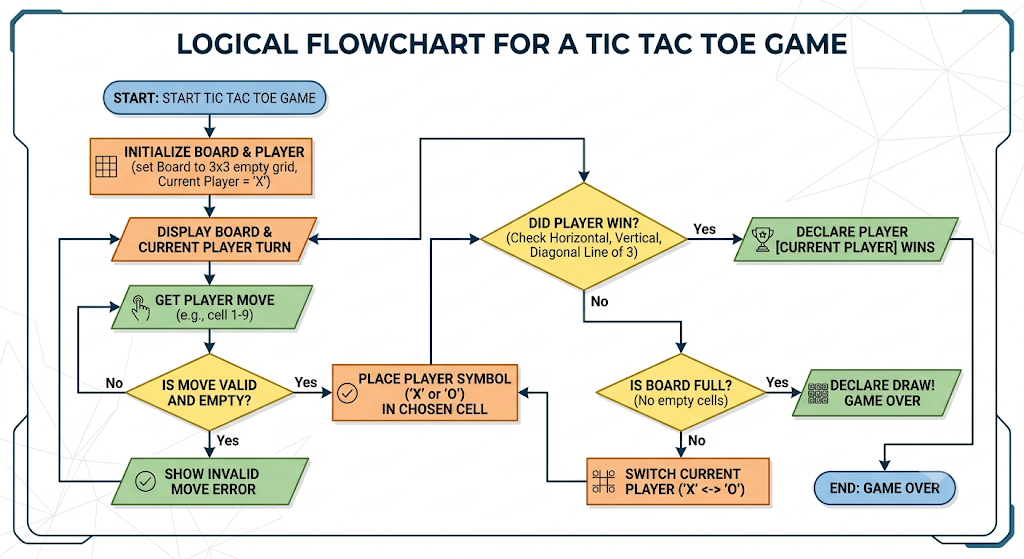 LOGICAL FLOWCHART FOR A TIC TAC TOE GAME
START: START TIC TAC TOE GAME
INITIALIZE BOARD & PLAYER
(set Board to 3x3 empty grid,
Current Player = 'X')
DISPLAY BOARD &
CURRENT PLAYER TURN
GET PLAYER MOVE
(e.g., cell 1-9)
IS MOVE VALID
AND EMPTY?
No
Yes
Yes
SHOW INVALID
MOVE ERROR
PLACE PLAYER SYMBOL
('X' or 'O')
IN CHOSEN CELL
DID PLAYER WIN?
(Check Horizontal, Vertical,
Diagonal Line of 3)
Yes
No
DECLARE PLAYER
[CURRENT PLAYER] WINS
IS BOARD FULL?
(No empty cells)
Yes
No
DECLARE DRAW!
GAME OVER
SWITCH CURRENT
PLAYER ('X' <-> 'O')
END: GAME OVER